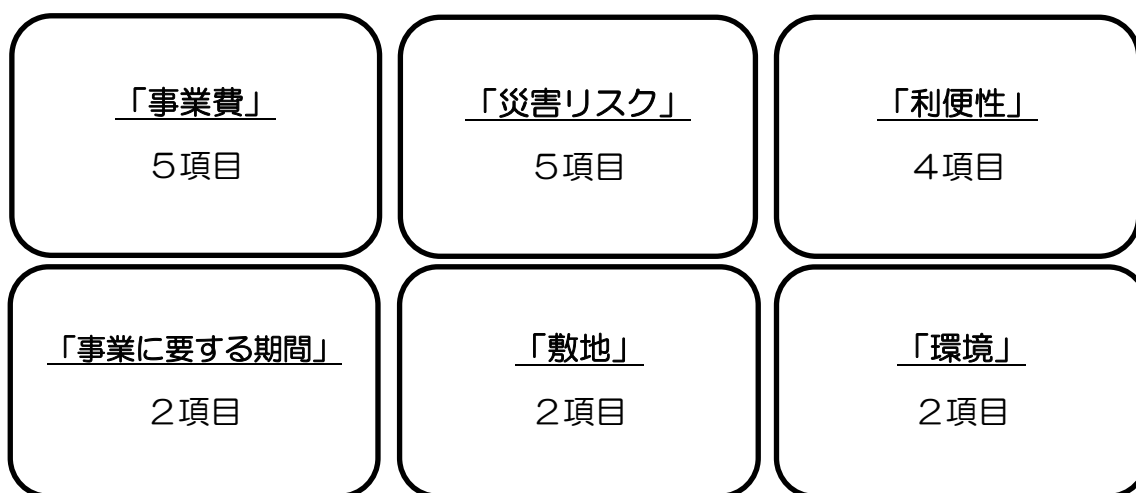 「事業費」
５項目
「災害リスク」
５項目
「利便性」
４項目
「事業に要する期間」
２項目
「敷地」
２項目
「環境」
２項目